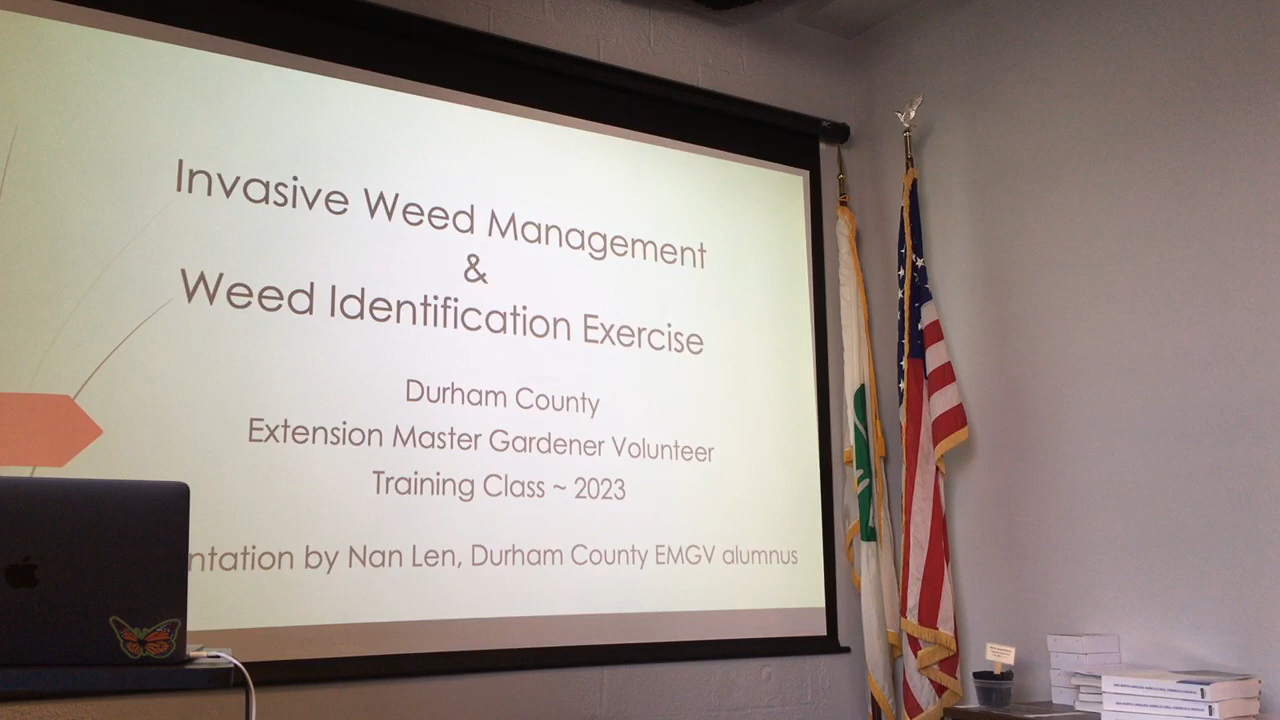 Invasive Weed Management
&
Weed Identification Exercise
Durham County
Extension Master Gardener Volunteer
Training Class ~ 2023
ntation by Nan Len, Durham County EMGV alumnus